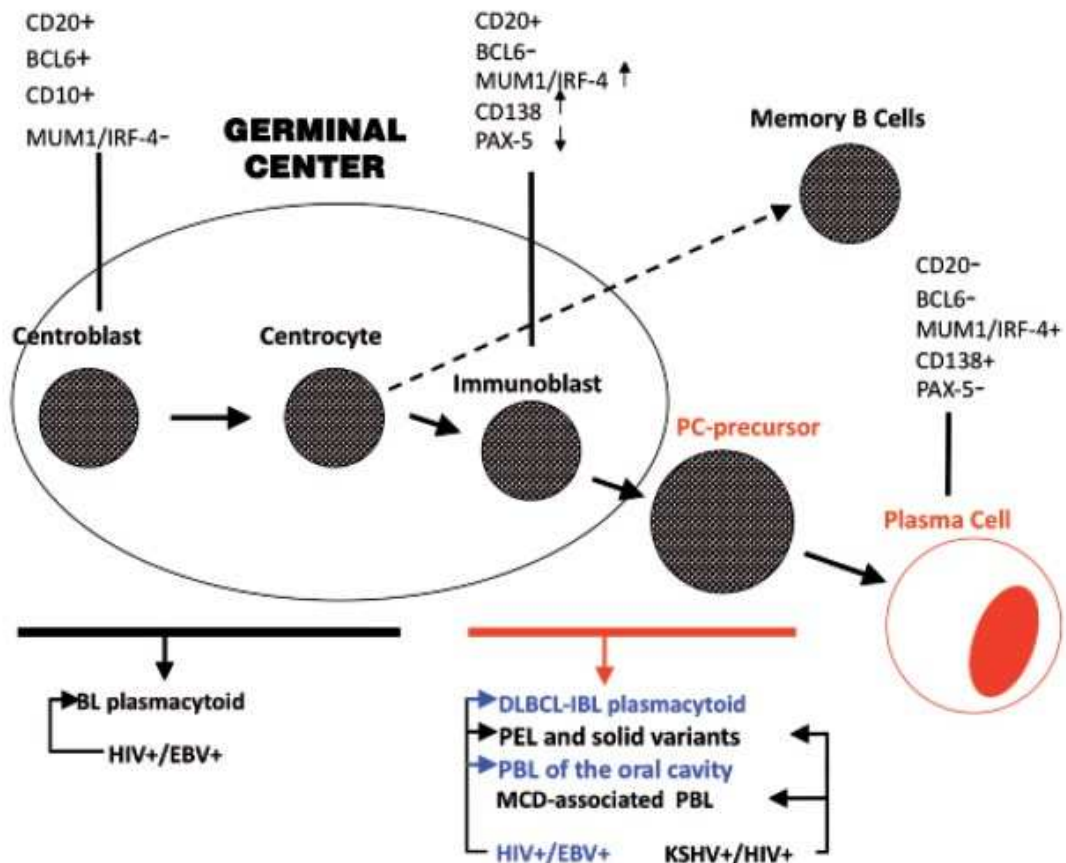 CD20+
BCL6+
CD10+
MUM1/IRF-4-
GERMINAL
CENTER
CD20+
BCL6-
MUM1/IRF-4 ↑
CD138 ↑
PAX-5 ↓
Memory B Cells
CD20-
BCL6-
MUM1/IRF-4+
CD138+
PAX-5-
Centroblast
Centrocyte
Immunoblast
PC-precursor
Plasma Cell
BL plasmacytoid
HIV+/EBV+
DLBCL-IBL plasmacytoid
PEL and solid variants
PBL of the oral cavity
MCD-associated PBL
HIV+/EBV+
KSHV+/HIV+